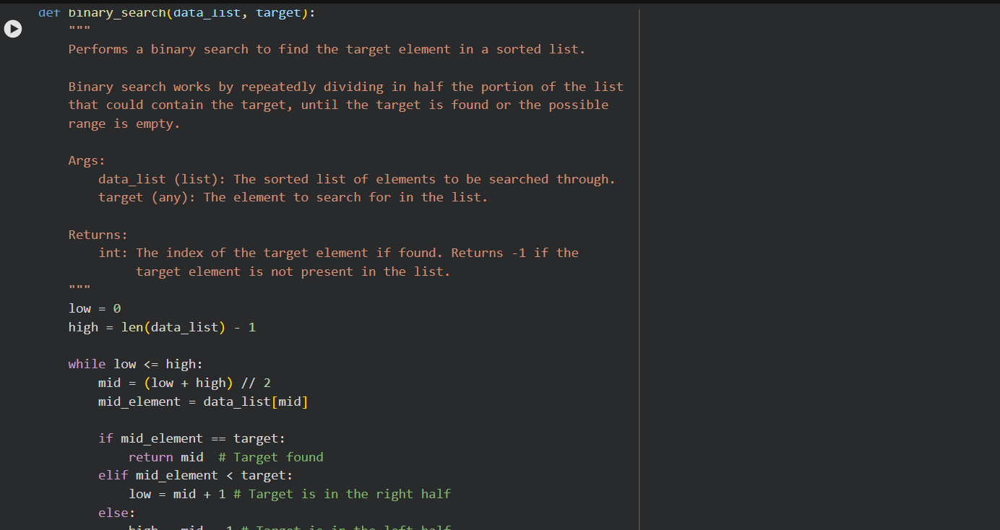 def binary_search(data_list, target):
"""
Performs a binary search to find the target element in a sorted list.
Binary search works by repeatedly dividing in half the portion of the list
that could contain the target, until the target is found or the possible
range is empty.
Args:
data_list (list): The sorted list of elements to be searched through.
target (any): The element to search for in the list.
Returns:
int: The index of the target element if found. Returns -1 if the
target element is not present in the list.
"""
low = 0
high = len(data_list) - 1
while low <= high:
mid = (low + high) // 2
mid_element = data_list[mid]
if mid_element == target:
return mid  # Target found
elif mid_element < target:
low = mid + 1 # Target is in the right half
else:
high = mid - 1 # Target is in the left half